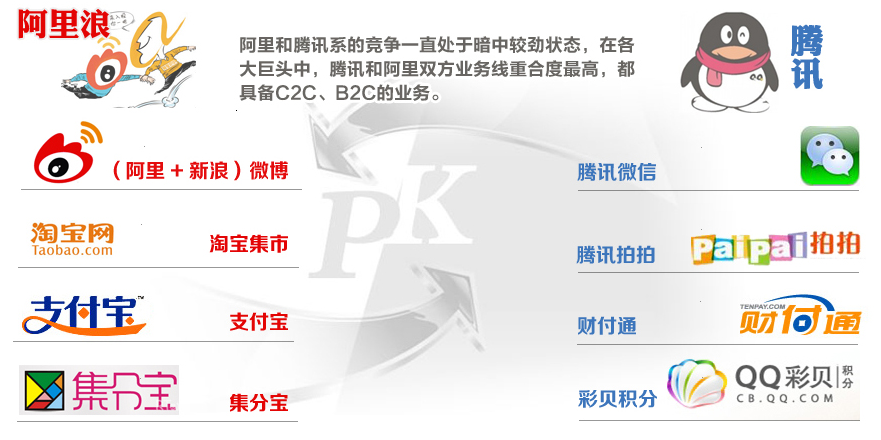 阿里浪
阿里和腾讯系的竞争一直处于暗中较劲状态，在各
大巨头中，腾讯和阿里双方业务线重合度最高，都
具备C2C、B2C的业务。
腾讯
PK
（阿里 + 新浪）微博
腾讯微信
淘宝网
Taobao.com
淘宝集市
腾讯拍拍
PaiPai拍拍
支付宝™
支付宝
财付通
TENPAY.COM
财付通
集分宝
集分宝
彩贝积分
QQ彩贝
积分
CB.QQ.COM